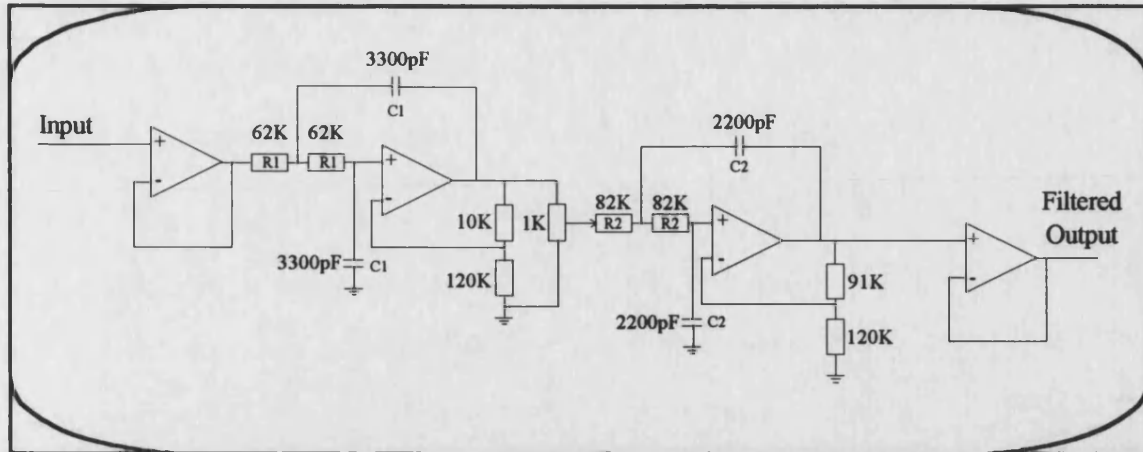 3300pF
C1
Input
62K 62K
R1 R1
+
-
+
-
3300pF C1
10K 1K
120K
2200pF
C2
82K 82K
R2 R2
+
-
2200pF C2
91K
120K
Filtered
Output
+
-